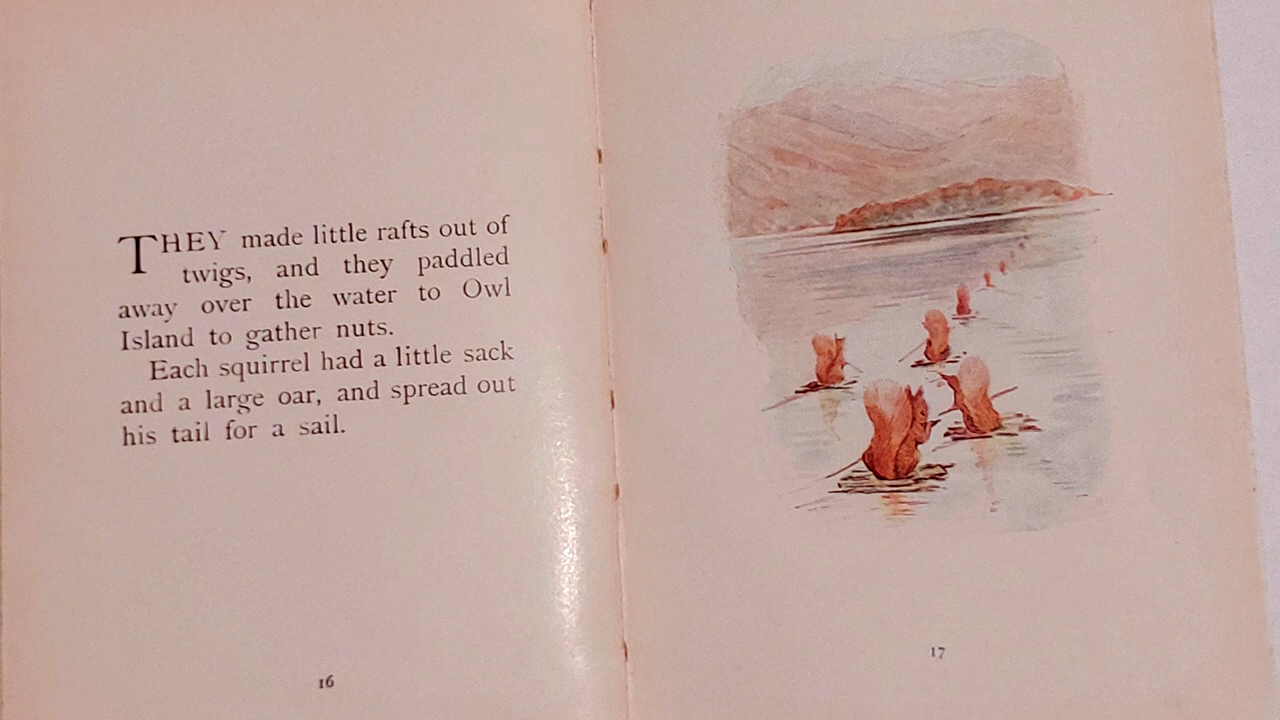 THEY made little rafts out of
twigs, and they paddled
away over the water to Owl
Island to gather nuts.
Each squirrel had a little sack
and a large oar, and spread out
his tail for a sail.
16
17